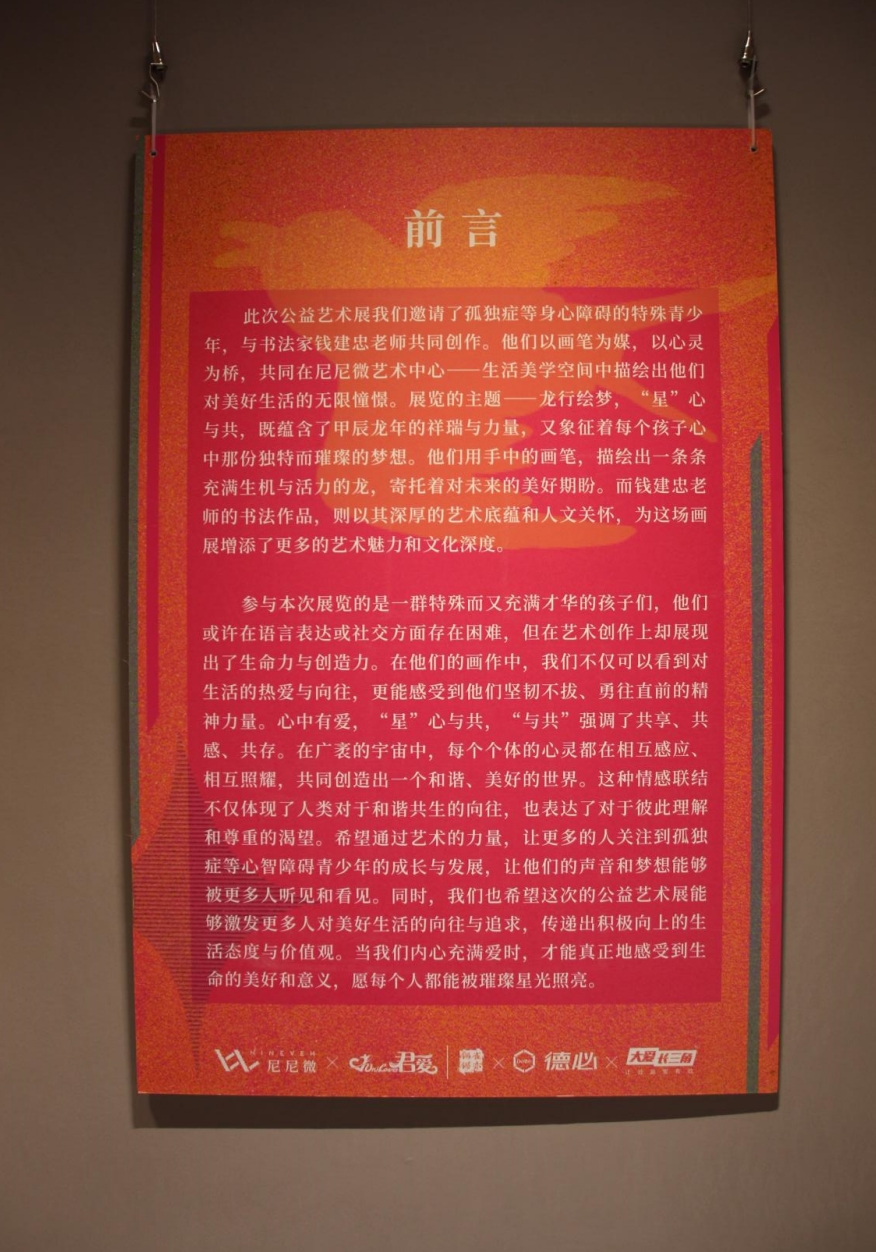 前言
此次公益艺术展我们邀请了孤独症等身心障碍的特殊青少
年，与书法家钱建忠老师共同创作。他们以画笔为媒，以心灵
为桥，共同在尼尼微艺术中心——生活美学空间中描绘出他们
对美好生活的无限憧憬。展览的主题——龙行绘梦，“星”心
与共，既蕴含了甲辰龙年的祥瑞与力量，又象征着每个孩子心
中那份独特而璀璨的梦想。他们用手中的画笔，描绘出一条条
充满生机与活力的龙，寄托着对未来的美好期盼。而钱建忠老
师的书法作品，则以其深厚的艺术底蕴和人文关怀，为这场画
展增添了更多的艺术魅力和文化深度。
参与本次展览的是一群特殊而又充满才华的孩子们，他们
或许在语言表达或社交方面存在困难，但在艺术创作上却展现
出了生命力与创造力。在他们的画作中，我们不仅可以看到对
生活的热爱与向往，更能感受到他们坚韧不拔、勇往直前的精
神力量。心中有爱，“星”心与共，“与共”强调了共享、共
感、共存。在广袤的宇宙中，每个个体的心灵都在相互感应、
相互照耀，共同创造出一个和谐、美好的世界。这种情感联结
不仅体现了人类对于和谐共生的向往，也表达了对于彼此理解
和尊重的渴望。希望通过艺术的力量，让更多的人关注到孤独
症等心智障碍青少年的成长与发展，让他们的声音和梦想能够
被更多人听见和看见。同时，我们也希望这次的公益艺术展能
够激发更多人对美好生活的向往与追求，传递出积极向上的生
活态度与价值观。当我们内心充满爱时，才能真正地感受到生
命的美好和意义，愿每个人都能被璀璨星光照亮。
NINEVEH 尼尼微 × 君爱 × 德必 × 大爱长三角